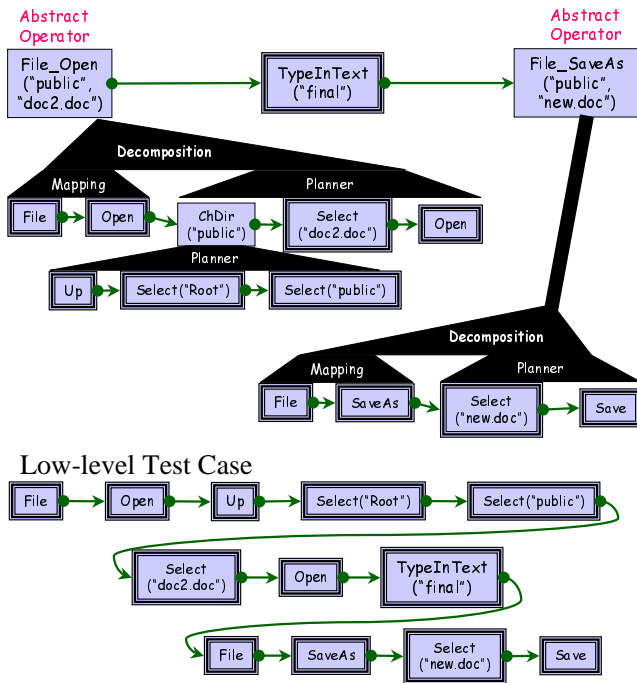 Abstract
Operator
Abstract
Operator
File_Open
("public",
"doc2.doc")
TypeInText
("final")
File_SaveAs
("public",
"new.doc")
Decomposition
Mapping
Planner
File
Open
ChDir
("public")
Select
("doc2.doc")
Open
Planner
Up
Select("Root")
Select("public")
Decomposition
Mapping
Planner
File
SaveAs
Select
("new.doc")
Save
Low-level Test Case
File
Open
Up
Select("Root")
Select("public")
Select
("doc2.doc")
Open
TypeInText
("final")
File
SaveAs
Select
("new.doc")
Save